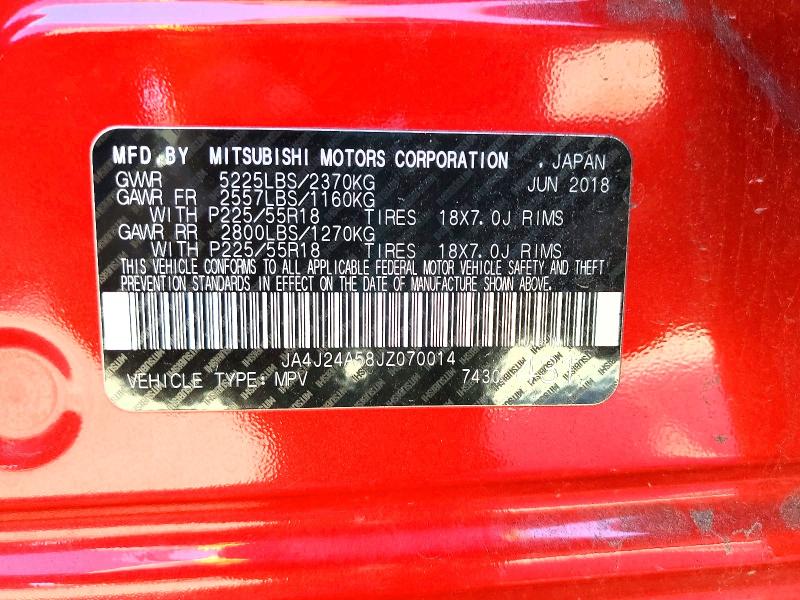 MFD.BY MITSUBISHI MOTORS CORPORATION , JAPAN
GVWR 5225LBS/2370KG JUN 2018
GAWR FR 2557LBS/1160KG
WITH P225/55R18 TIRES 18X7.0J RIMS
GAWR RR 2800LBS/1270KG
WITH P225/55R18 TIRES 18X7.0J RIMS
THIS VEHICLE CONFORMS TO ALL APPLICABLE FEDERAL MOTOR VEHICLE SAFETY AND THEFT
PREVENTION STANDARDS IN EFFECT ON THE DATE OF MANUFACTURE SHOWN ABOVE.
JA4J24A58JZ070014
VEHICLE TYPE: MPV